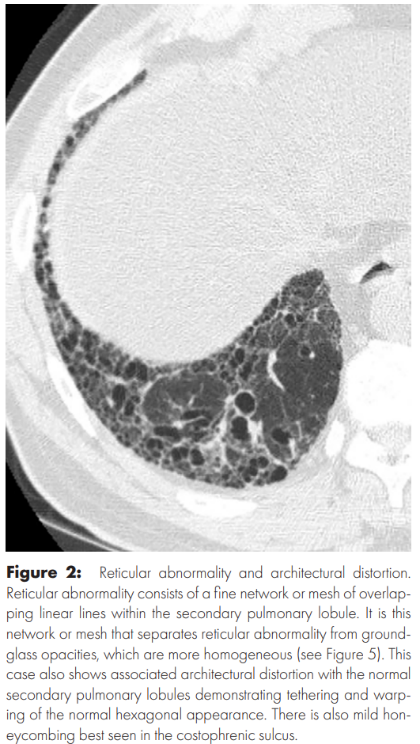 Figure 2: Reticular abnormality and architectural distortion.
Reticular abnormality consists of a fine network or mesh of overlap-
ping linear lines within the secondary pulmonary lobule. It is this
network or mesh that separates reticular abnormality from ground-
glass opacities, which are more homogeneous (see Figure 5). This
case also shows associated architectural distortion with the normal
secondary pulmonary lobules demonstrating tethering and warp-
ing of the normal hexagonal appearance. There is also mild hon-
eycombing best seen in the costophrenic sulcus.